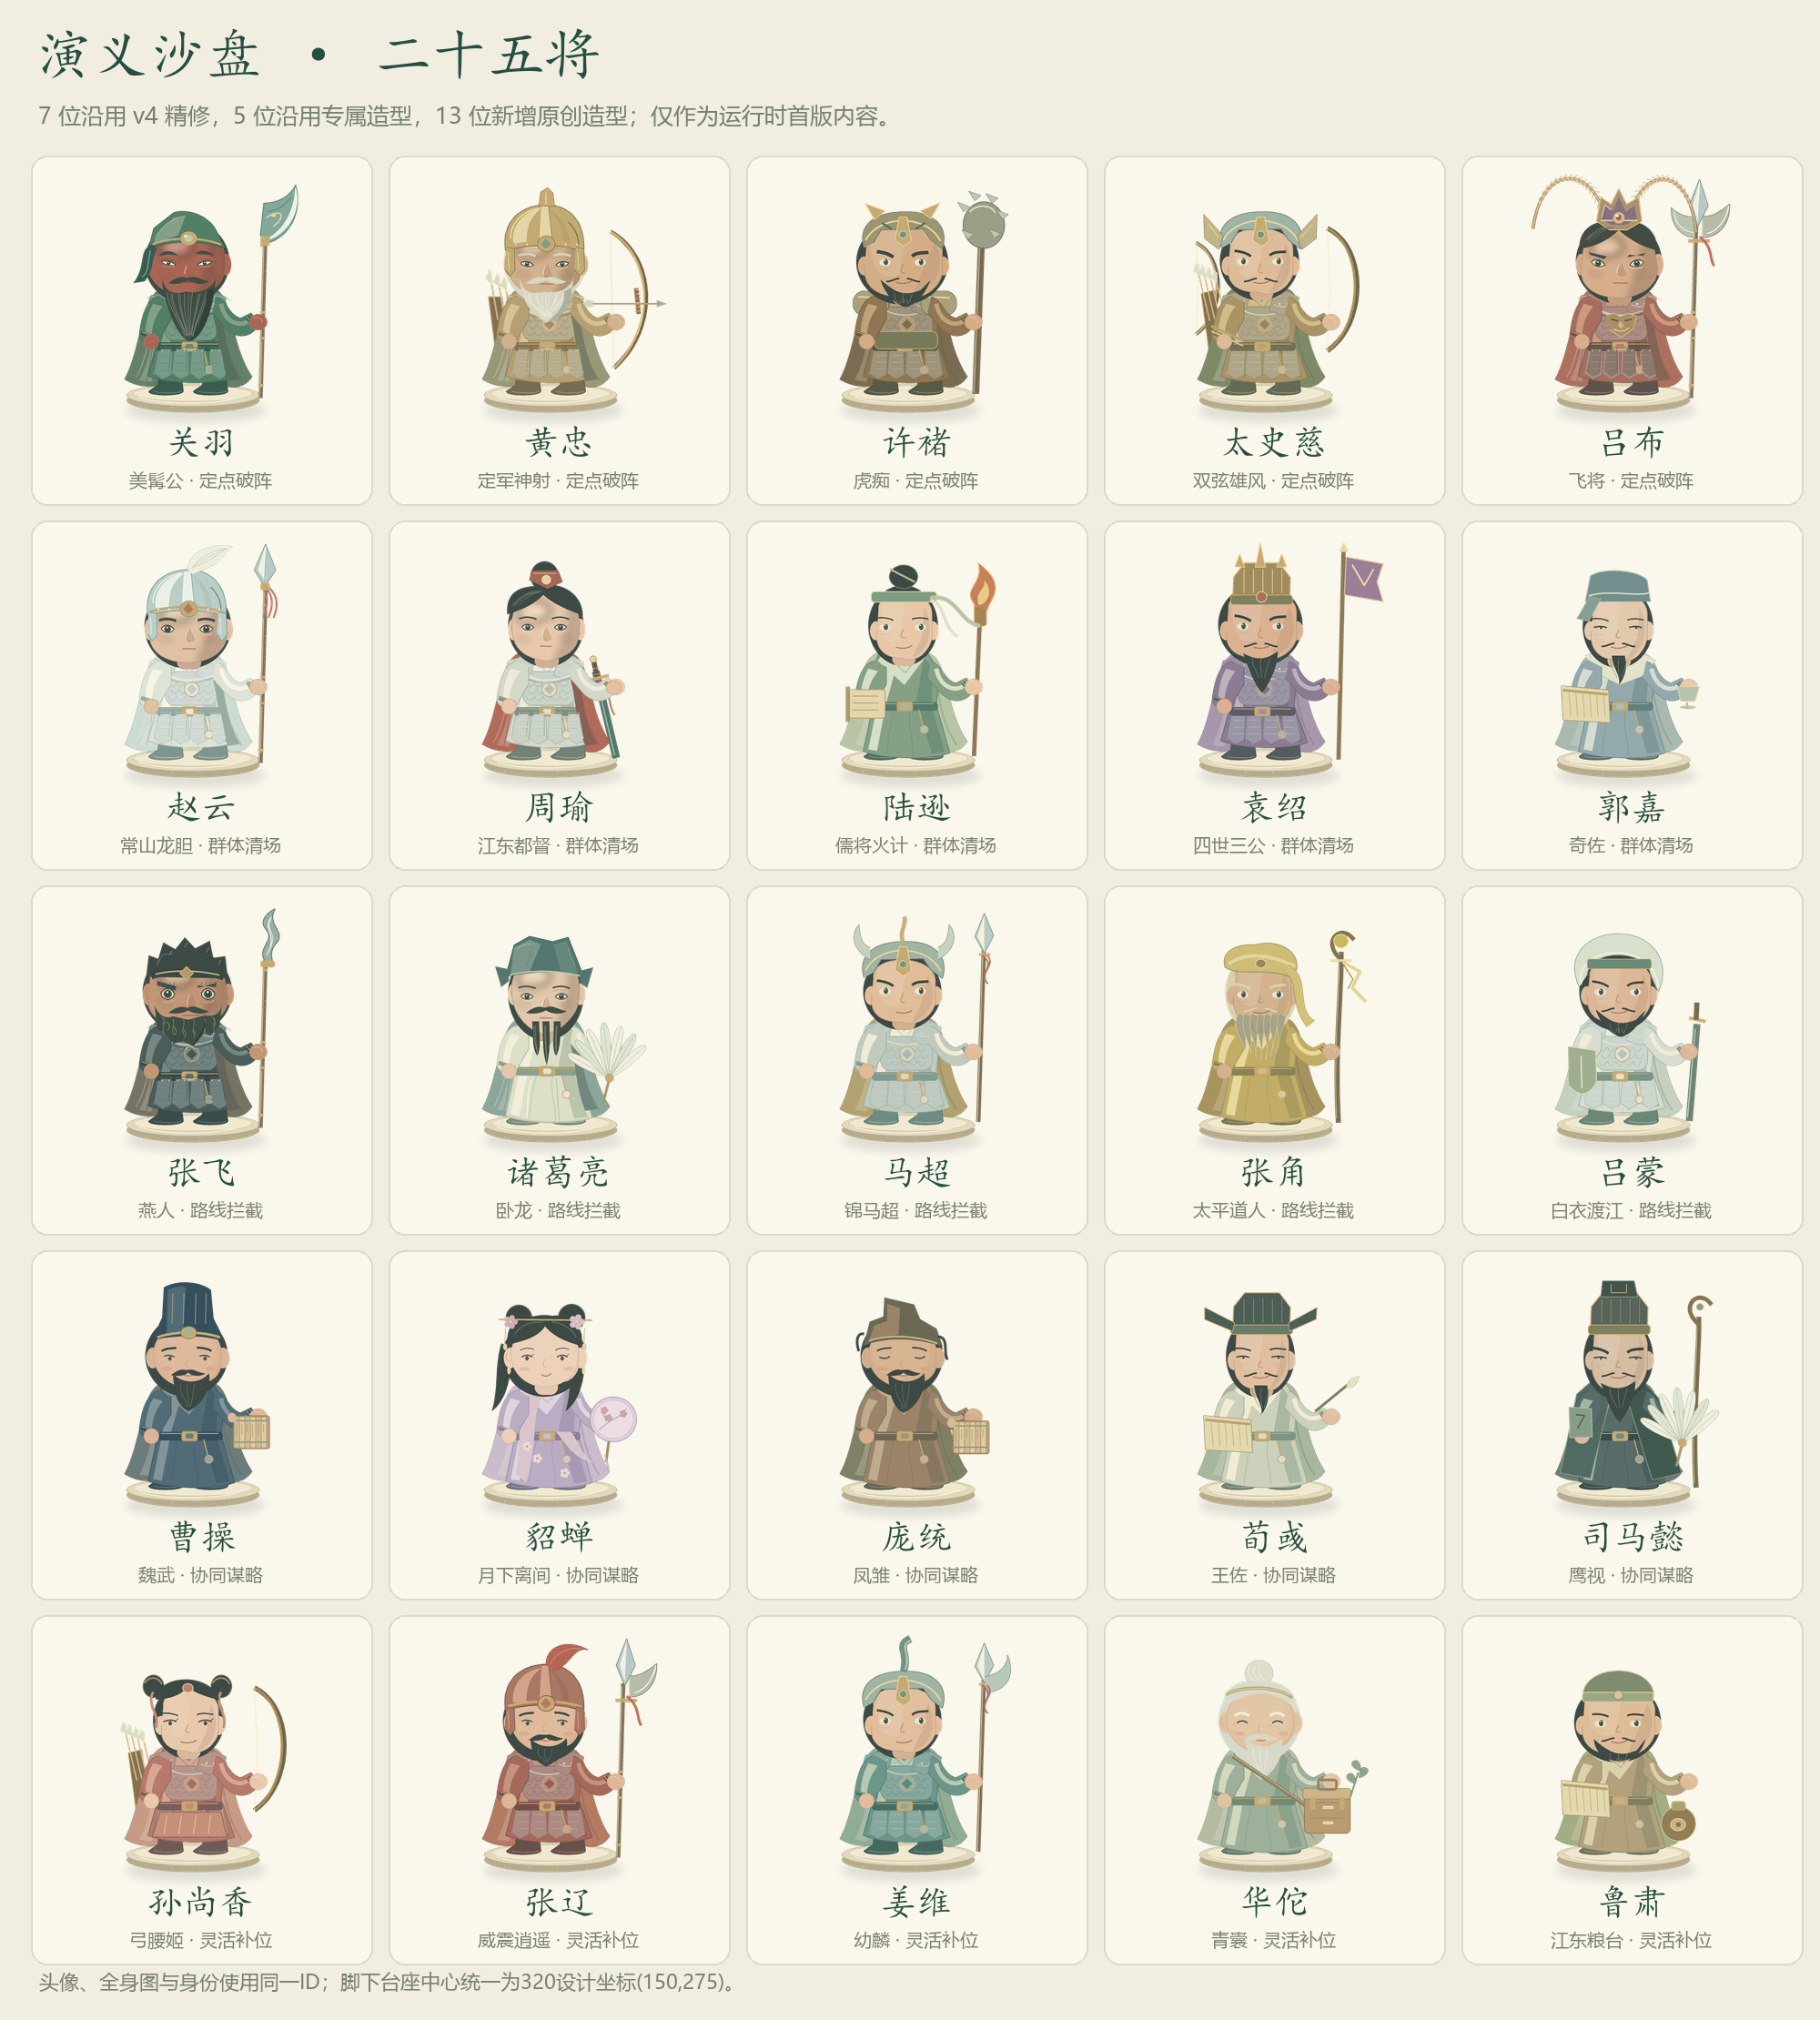 演义沙盘 · 二十五将
7 位沿用 v4 精修，5 位沿用专属造型，13 位新增原创造型；仅作为运行时首版内容。
关羽
美髯公 · 定点破阵
黄忠
定军神射 · 定点破阵
许褚
虎痴 · 定点破阵
太史慈
双弦雄风 · 定点破阵
吕布
飞将 · 定点破阵
赵云
常山龙胆 · 群体清场
周瑜
江东都督 · 群体清场
陆逊
儒将火计 · 群体清场
袁绍
四世三公 · 群体清场
郭嘉
奇佐 · 群体清场
张飞
燕人 · 路线拦截
诸葛亮
卧龙 · 路线拦截
马超
锦马超 · 路线拦截
张角
太平道人 · 路线拦截
吕蒙
白衣渡江 · 路线拦截
曹操
魏武 · 协同谋略
貂蝉
月下离间 · 协同谋略
庞统
凤雏 · 协同谋略
荀彧
王佐 · 协同谋略
7
司马懿
鹰视 · 协同谋略
孙尚香
弓腰姬 · 灵活补位
张辽
威震逍遥 · 灵活补位
姜维
幼麟 · 灵活补位
华佗
青囊 · 灵活补位
鲁肃
江东粮台 · 灵活补位
头像、全身图与身份使用同一ID；脚下台座中心统一为320设计坐标(150,275)。